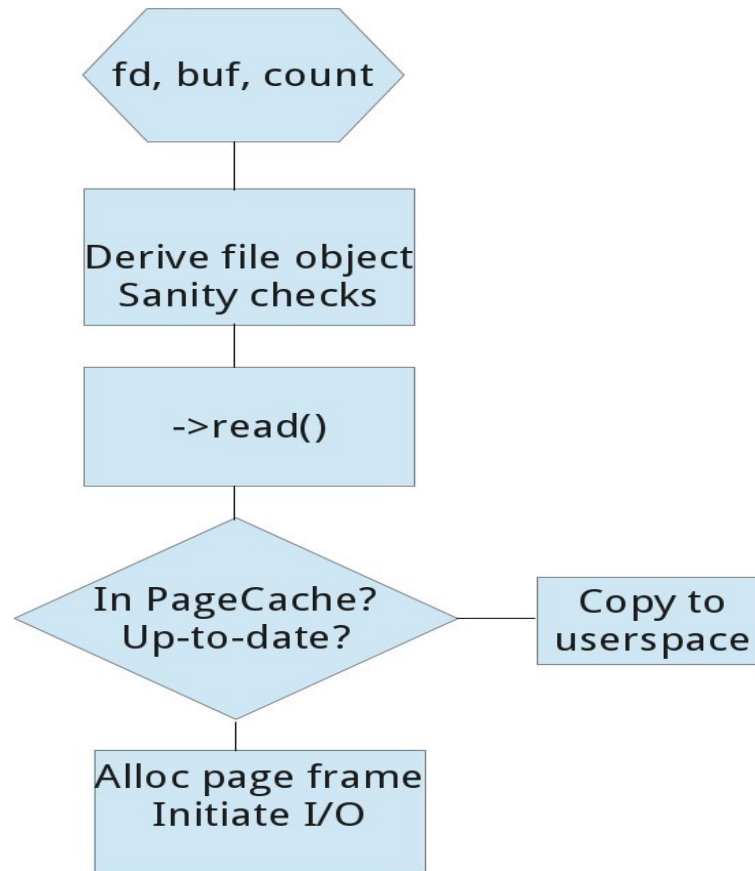 fd, buf, count
Derive file object
Sanity checks
->read()
In PageCache?
Up-to-date?
Copy to
userspace
Alloc page frame
Initiate I/O